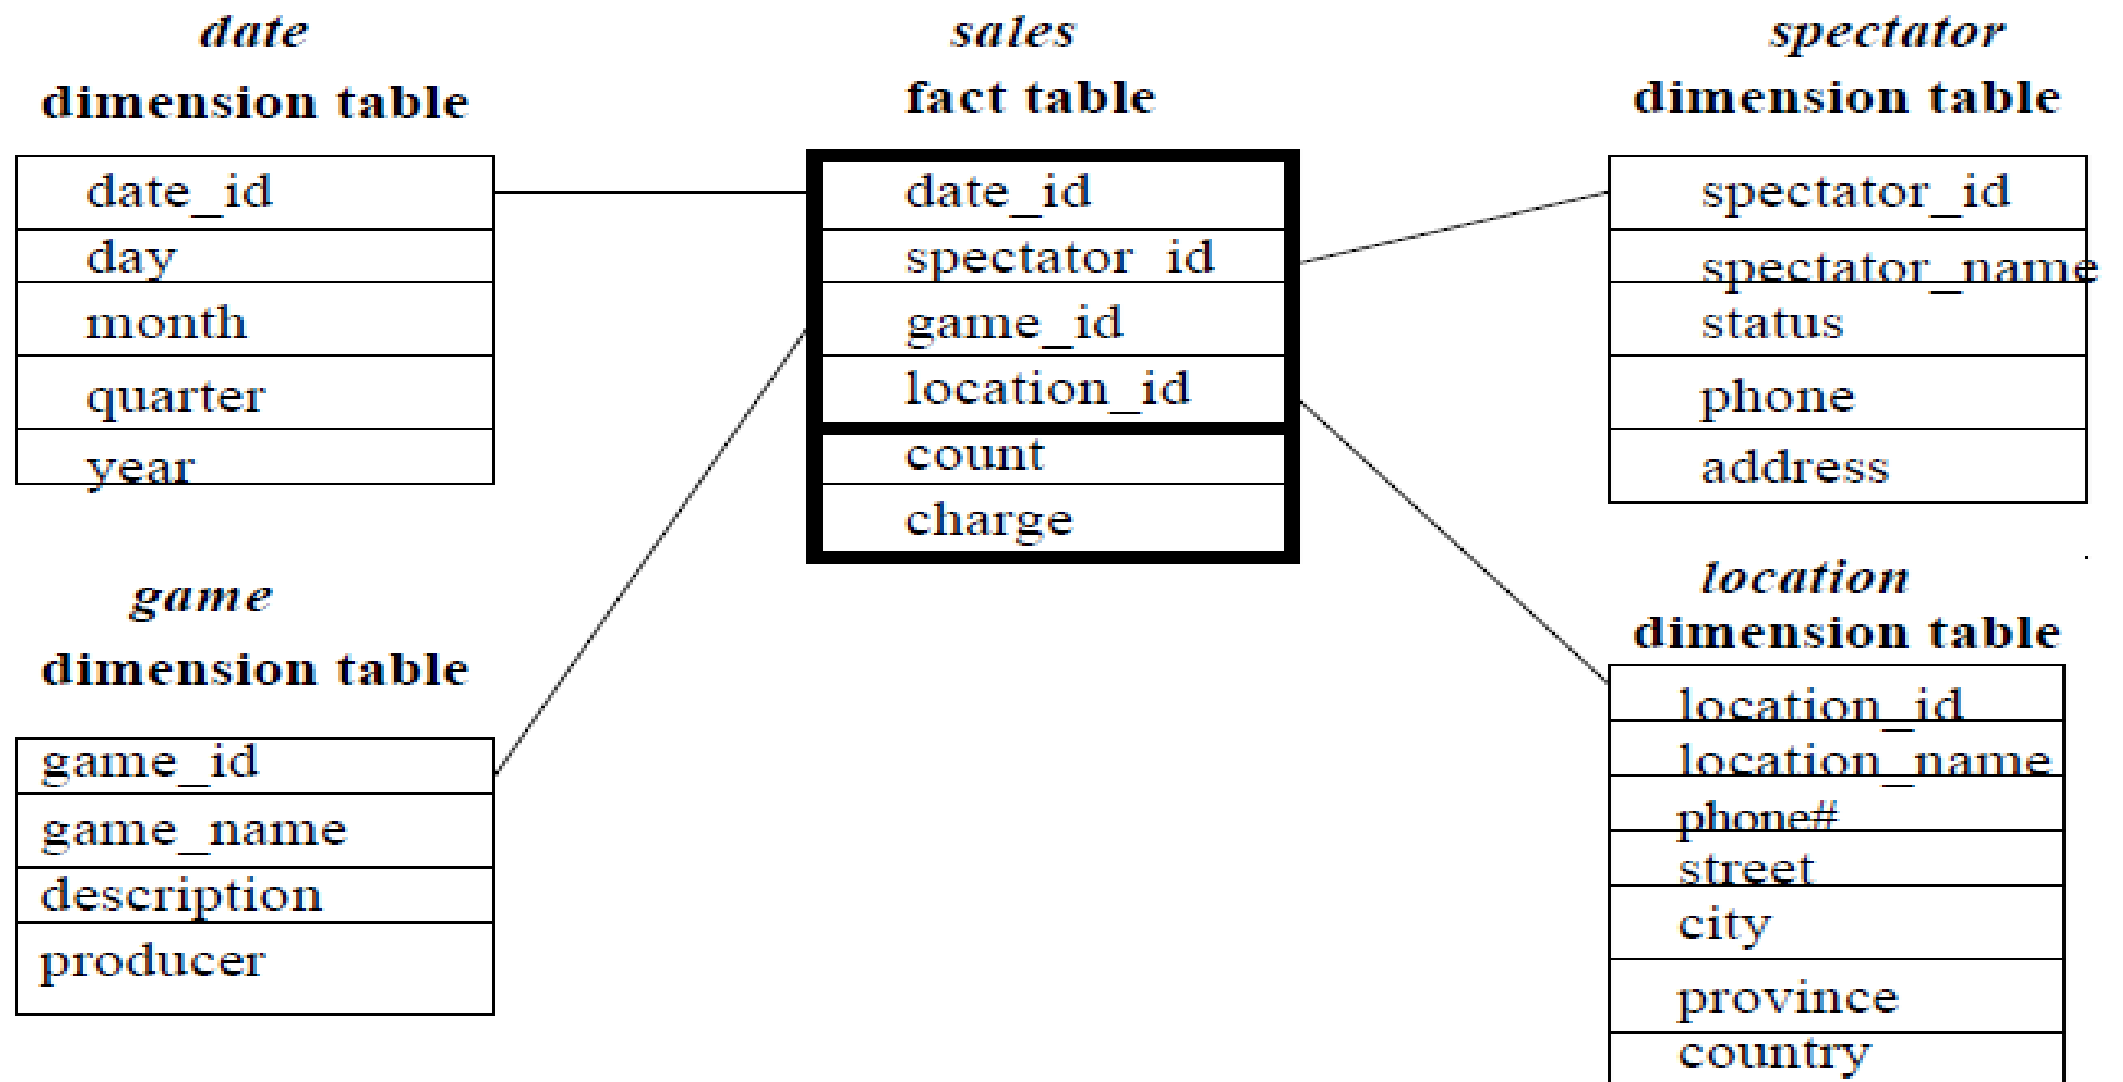 date
dimension table
date_id
day
month
quarter
year
game
dimension table
game_id
game_name
description
producer
sales
fact table
date_id
spectator_id
game_id
location_id
count
charge
spectator
dimension table
spectator_id
spectator_name
status
phone
address
location
dimension table
location_id
location_name
phone#
street
city
province
country